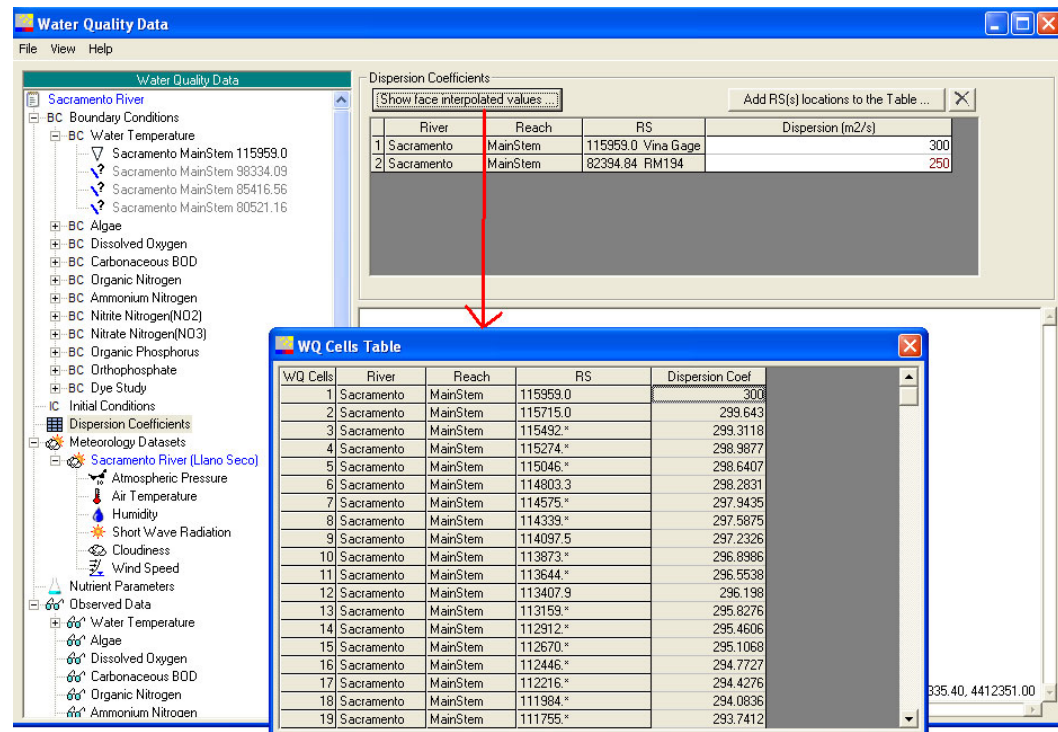 Water Quality Data
File View Help
Water Quality Data
Sacramento River
BC Boundary Conditions
BC Water Temperature
Sacramento MainStem 115959.0
Sacramento MainStem 98334.09
Sacramento MainStem 85416.56
Sacramento MainStem 80521.16
BC Algae
BC Dissolved Oxygen
BC Carbonaceous BOD
BC Organic Nitrogen
BC Ammonium Nitrogen
BC Nitrite Nitrogen(NO2)
BC Nitrate Nitrogen(NO3)
BC Organic Phosphorus
BC Orthophosphate
BC Dye Study
IC Initial Conditions
Dispersion Coefficients
Meteorology Datasets
Sacramento River (Llano Seco)
Atmospheric Pressure
Air Temperature
Humidity
Short Wave Radiation
Cloudiness
Wind Speed
Nutrient Parameters
Observed Data
Water Temperature
Algae
Dissolved Oxygen
Carbonaceous BOD
Organic Nitrogen
Ammonium Nitrogen
Dispersion Coefficients
Show face interpolated values ... Add RS(s) locations to the Table ...
River Reach RS Dispersion (m2/s)
1 Sacramento MainStem 115959.0 Vina Gage 300
2 Sacramento MainStem 82394.84 RM194 250
WQ Cells Table
WQ Cells River Reach RS Dispersion Coef
1 Sacramento MainStem 115959.0 300
2 Sacramento MainStem 115715.0 299.643
3 Sacramento MainStem 115492.* 299.3118
4 Sacramento MainStem 115274.* 298.9877
5 Sacramento MainStem 115046.* 298.6407
6 Sacramento MainStem 114803.3 298.2831
7 Sacramento MainStem 114575.* 297.9435
8 Sacramento MainStem 114339.* 297.5875
9 Sacramento MainStem 114097.5 297.2326
10 Sacramento MainStem 113873.* 296.8986
11 Sacramento MainStem 113644.* 296.5538
12 Sacramento MainStem 113407.9 296.198
13 Sacramento MainStem 113159.* 295.8276
14 Sacramento MainStem 112912.* 295.4606
15 Sacramento MainStem 112670.* 295.1068
16 Sacramento MainStem 112446.* 294.7727
17 Sacramento MainStem 112216.* 294.4276
18 Sacramento MainStem 111984.* 294.0836
19 Sacramento MainStem 111755.* 293.7412
335.40, 4412351.00